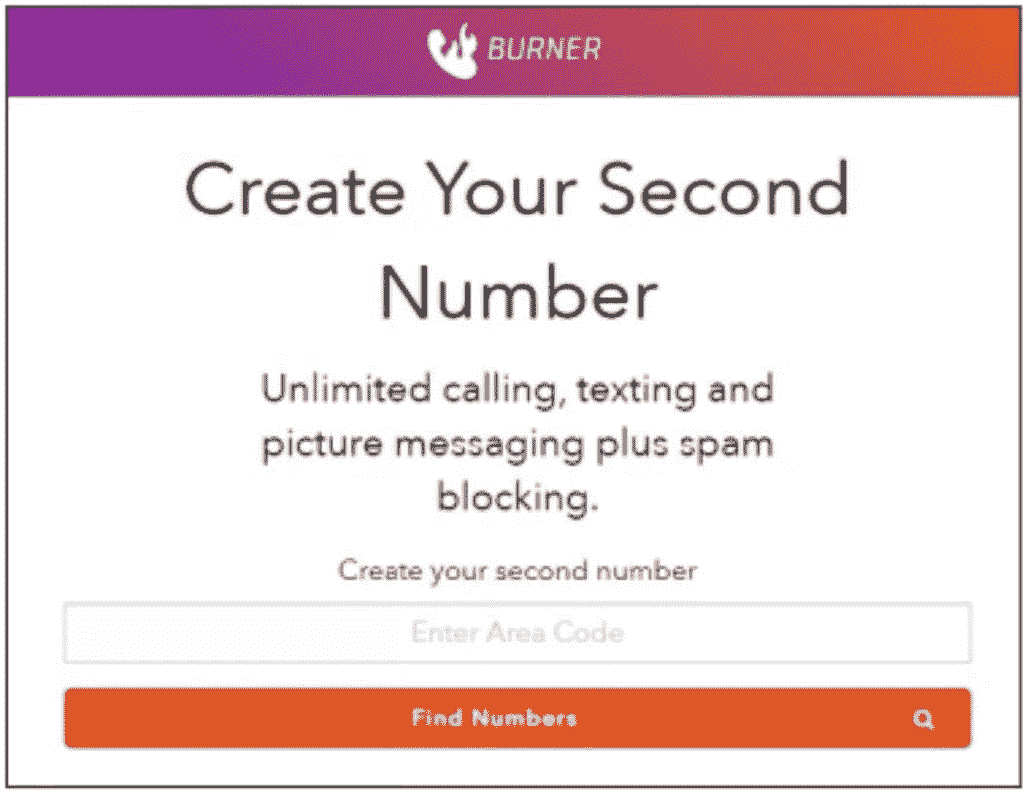 BURNER
Create Your Second
Number
Unlimited calling, texting and
picture messaging plus spam
blocking.
Create your second number
Enter Area Code
Find Numbers